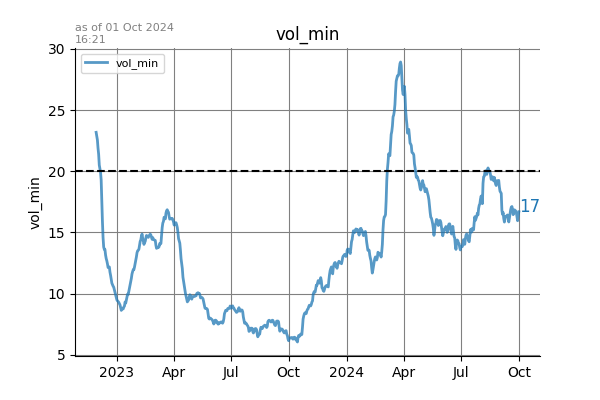 as of 01 Oct 2024
16:21
vol_min
30
vol_min
25
20
17
vol_min
15
10
5
2023
Apr
Jul
Oct
2024
Apr
Jul
Oct